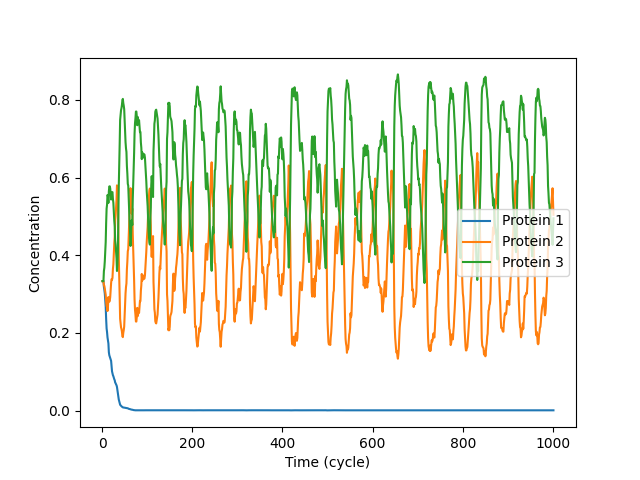 0.8
0.6
0.4
0.2
0.0
Concentration
Protein 1
Protein 2
Protein 3
0 200 400 600 800 1000
Time (cycle)